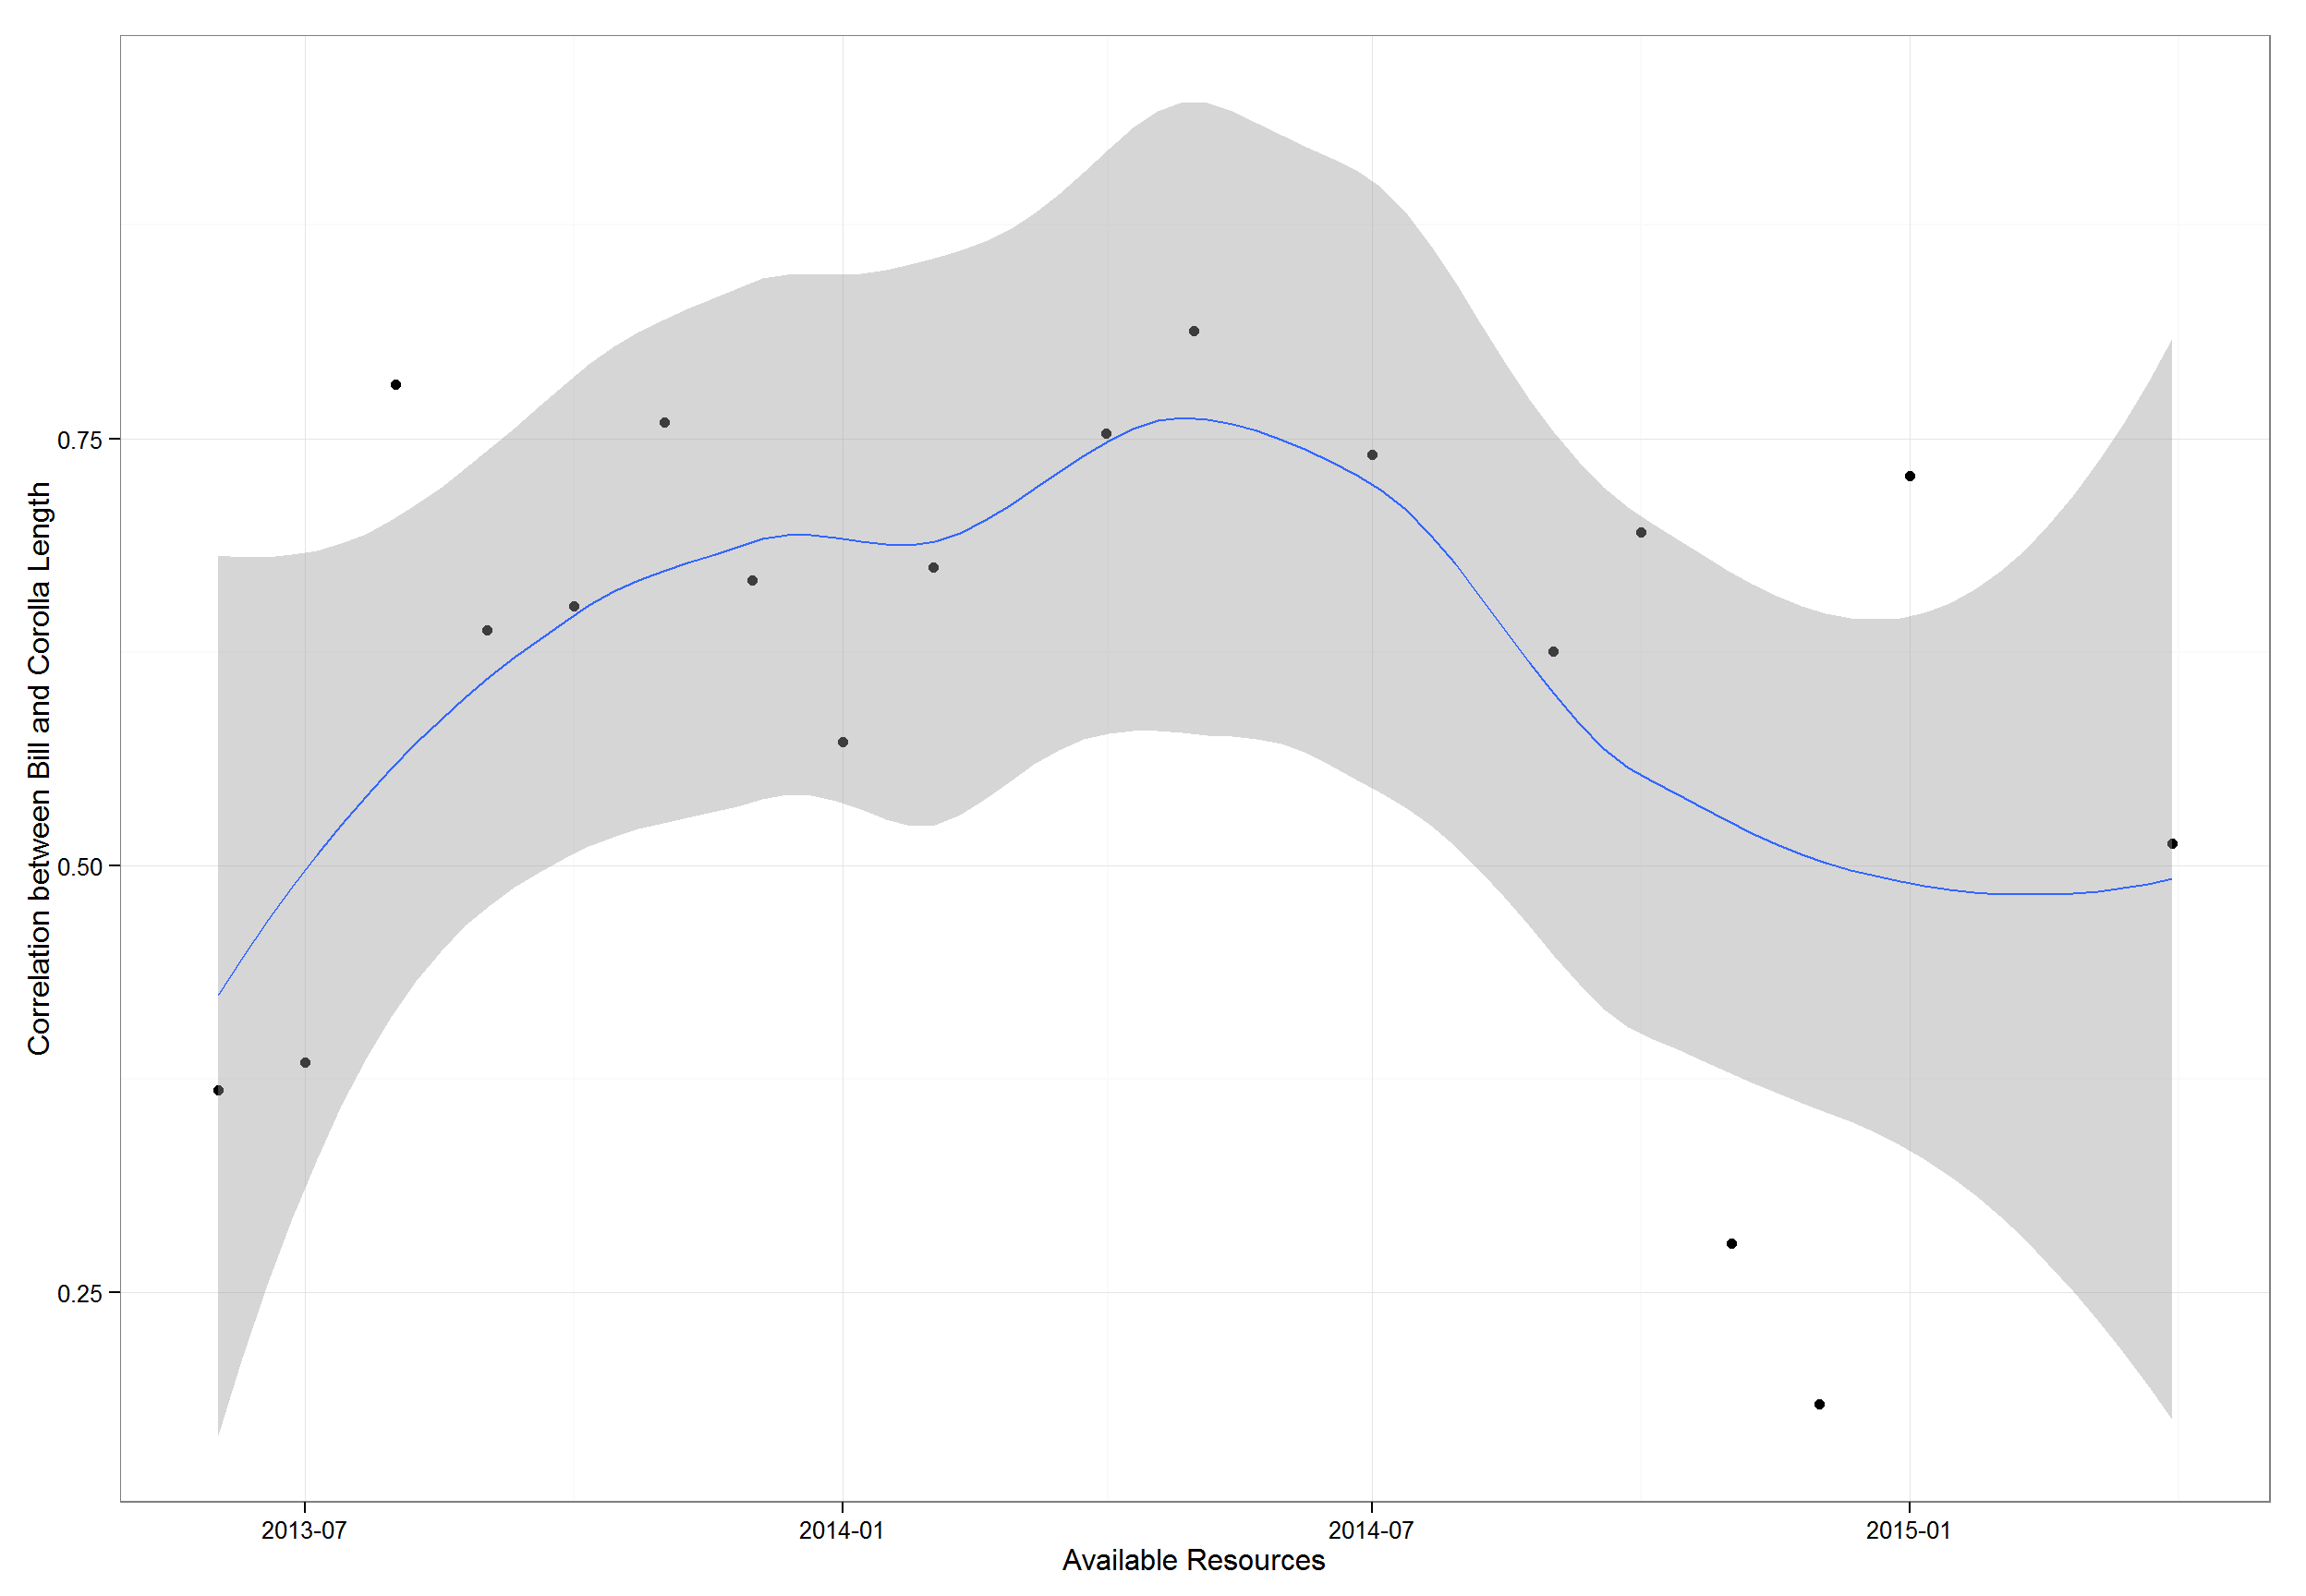 Correlation between Bill and Corolla Length
0.75
0.50
0.25
2013-07 2014-01 2014-07 2015-01
Available Resources